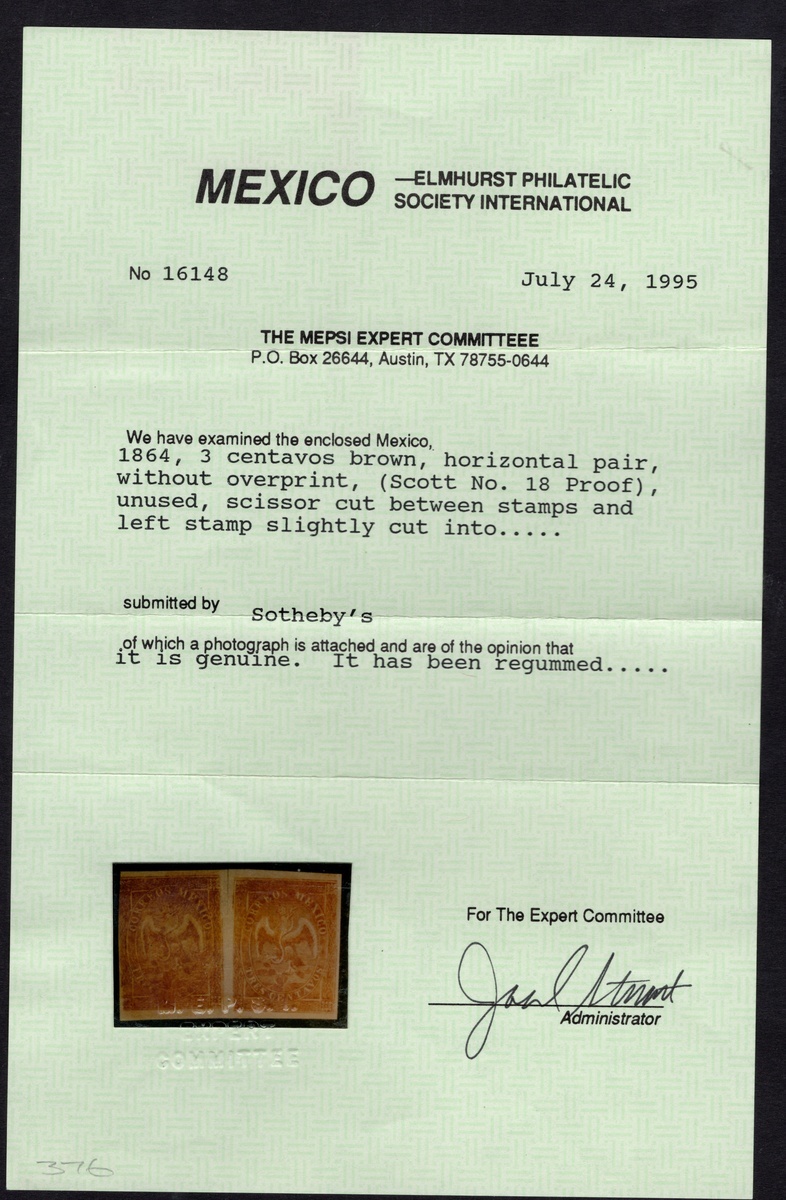 MEXICO —ELMHURST PHILATELIC
SOCIETY INTERNATIONAL
No 16148
July 24, 1995
THE MEPSI EXPERT COMMITTEEE
P.O. Box 26644, Austin, TX 78755-0644
We have examined the enclosed Mexico,
1864, 3 centavos brown, horizontal pair,
without overprint, (Scott No. 18 Proof),
unused, scissor cut between stamps and
left stamp slightly cut into.....
submitted by Sotheby's
of which a photograph is attached and are of the opinion that
it is genuine. It has been regummed.....
MEXICO
MEXICO
M. E. P. S. I.
EXPERT
COMMITTEE
For The Expert Committee
Administrator
376